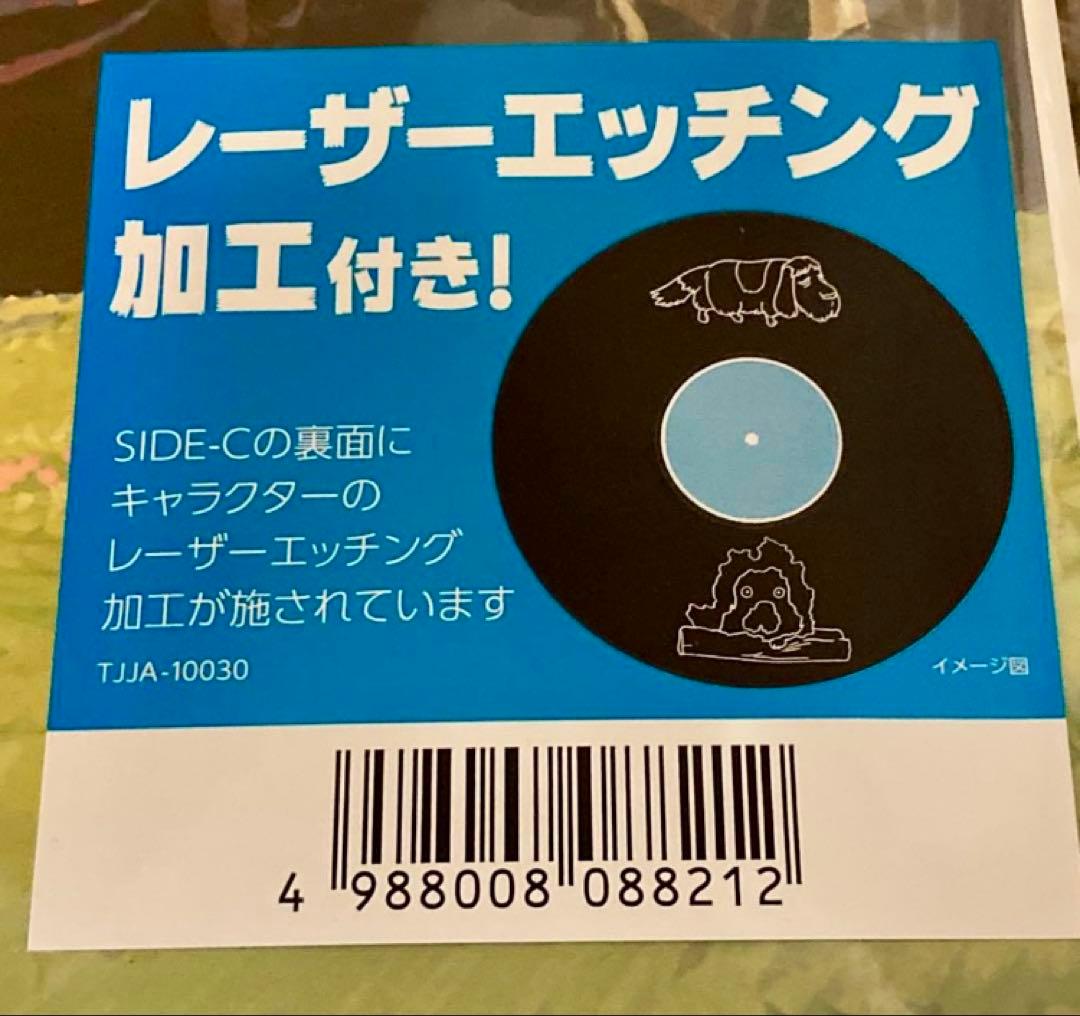 レーザーエッチング
加工付き!
SIDE-Cの裏面に
キャラクターの
レーザーエッチング
加工が施されています
TJJA-10030
イメージ図
4 988008 088212